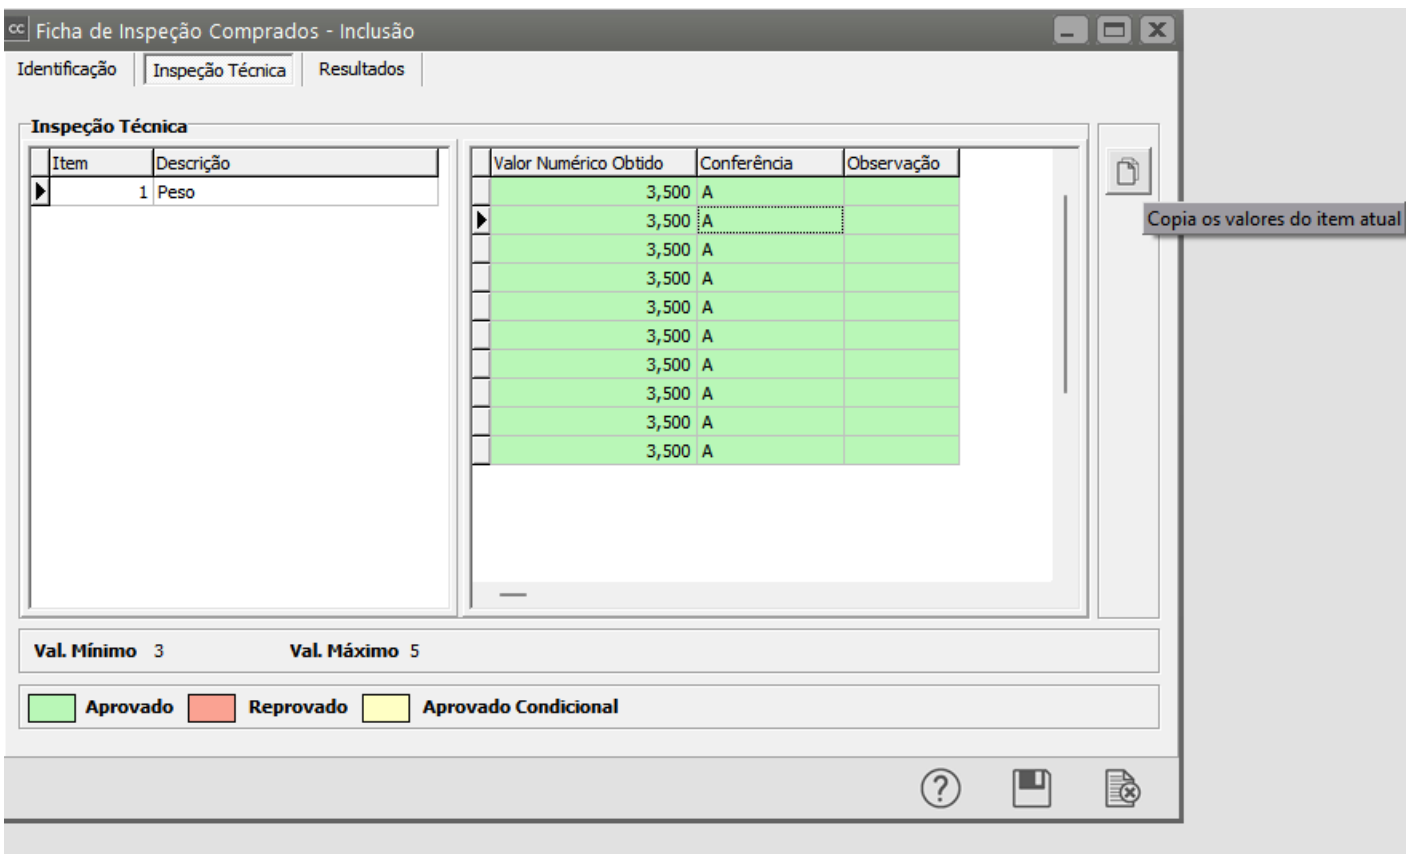 cc Ficha de Inspeção Comprados - Inclusão
Identificação Inspeção Técnica Resultados
Inspeção Técnica
Item Descrição Valor Numérico Obtido Conferência Observação
1 Peso 3,500 A
Copia os valores do item atual
3,500 A
3,500 A
3,500 A
3,500 A
3,500 A
3,500 A
3,500 A
3,500 A
3,500 A
Val. Mínimo 3 Val. Máximo 5
Aprovado Reprovado Aprovado Condicional
?